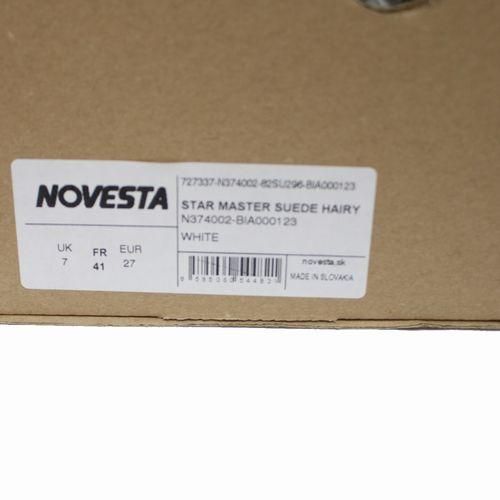 727337-N374002-82SU296-BIA000123
NOVESTA
STAR MASTER SUEDE HAIRY
N374002-BIA000123
WHITE
UK FR EUR
7 41 27
novesta.sk
MADE IN SLOVAKIA